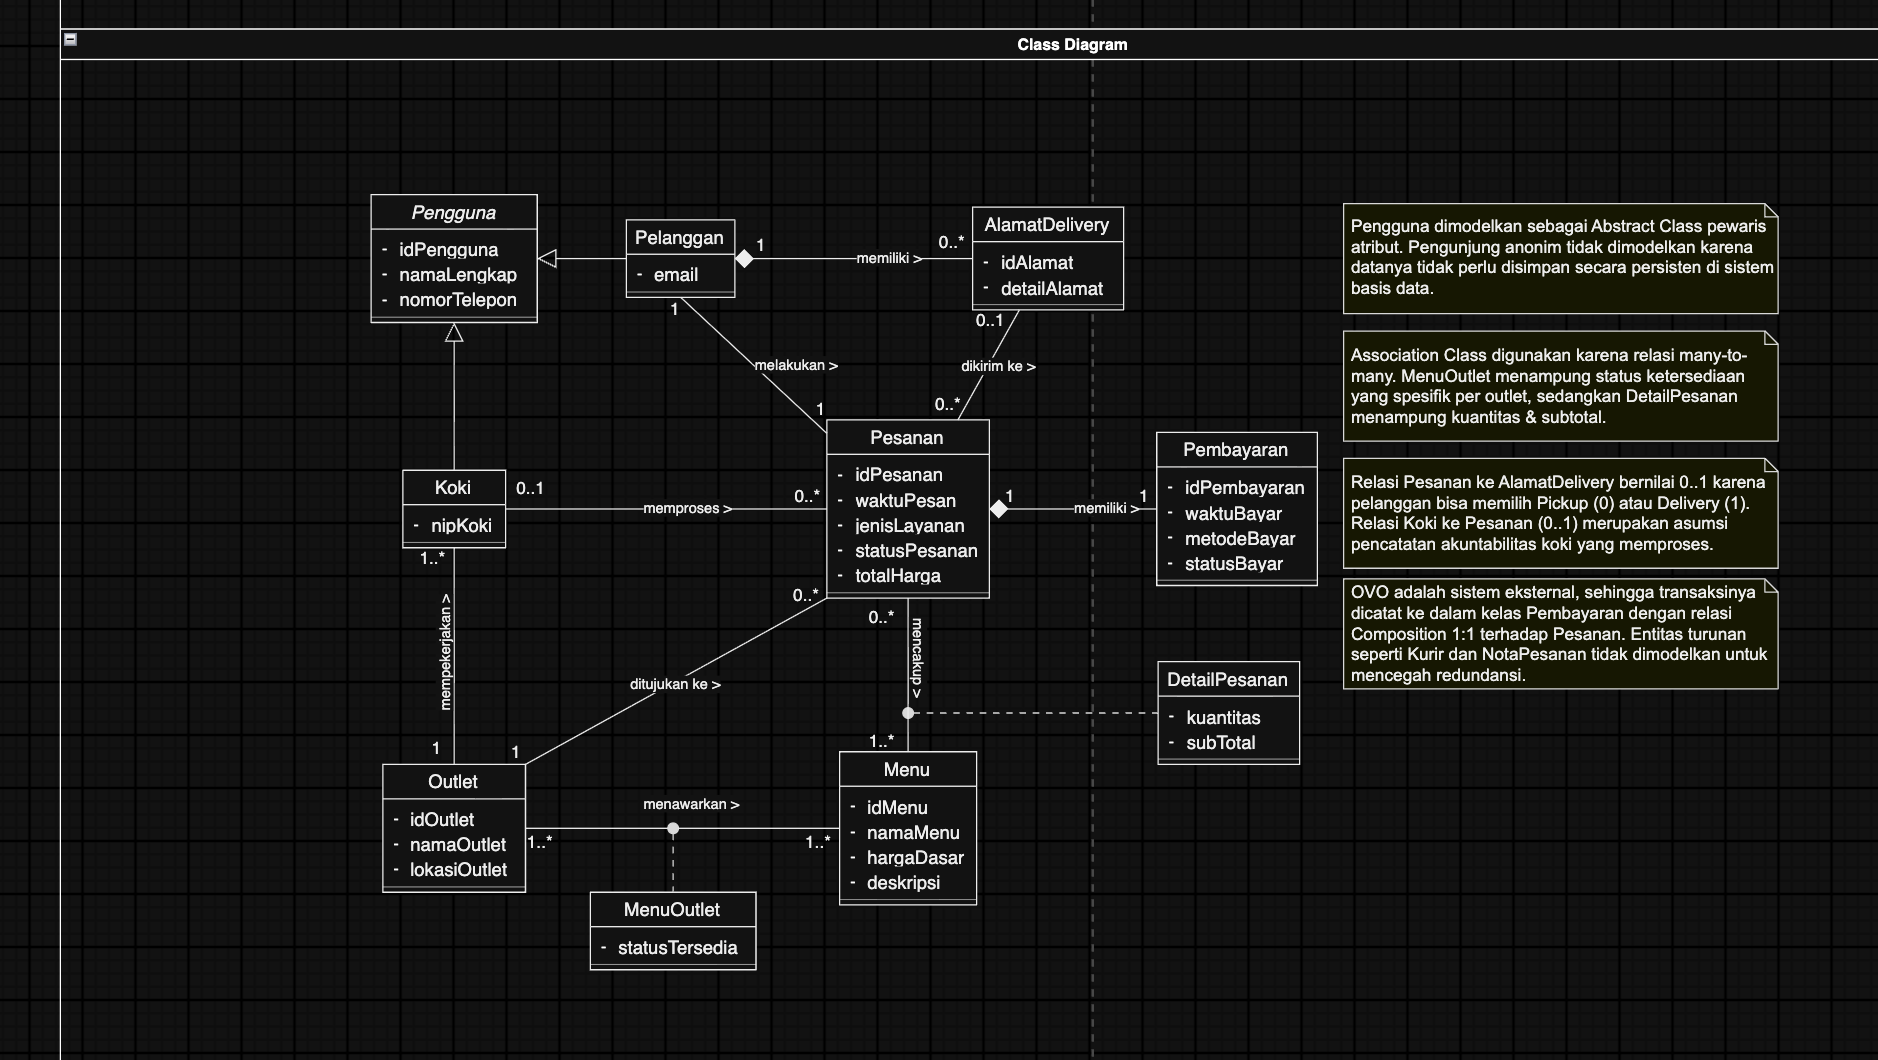 Class Diagram
Pengguna
- idPengguna
- namaLengkap
- nomorTelepon
Pelanggan
- email
1
memiliki >
0..*
AlamatDelivery
- idAlamat
- detailAlamat
1
melakukan >
1
0..1
dikirim ke >
0..*
Koki
- nipKoki
0..1
memproses >
0..*
Pesanan
- idPesanan
- waktuPesan
- jenisLayanan
- statusPesanan
- totalHarga
1
memiliki >
1
Pembayaran
- idPembayaran
- waktuBayar
- metodeBayar
- statusBayar
1..*
mempekerjakan >
1
0..*
ditujukan ke >
1
0..*
mencakup >
1..*
DetailPesanan
- kuantitas
- subTotal
Outlet
- idOutlet
- namaOutlet
- lokasiOutlet
1..*
menawarkan >
1..*
Menu
- idMenu
- namaMenu
- hargaDasar
- deskripsi
MenuOutlet
- statusTersedia
Pengguna dimodelkan sebagai Abstract Class pewaris
atribut. Pengunjung anonim tidak dimodelkan karena
datanya tidak perlu disimpan secara persisten di sistem
basis data.
Association Class digunakan karena relasi many-to-
many. MenuOutlet menampung status ketersediaan
yang spesifik per outlet, sedangkan DetailPesanan
menampung kuantitas & subtotal.
Relasi Pesanan ke AlamatDelivery bernilai 0..1 karena
pelanggan bisa memilih Pickup (0) atau Delivery (1).
Relasi Koki ke Pesanan (0..1) merupakan asumsi
pencatatan akuntabilitas koki yang memproses.
OVO adalah sistem eksternal, sehingga transaksinya
dicatat ke dalam kelas Pembayaran dengan relasi
Composition 1:1 terhadap Pesanan. Entitas turunan
seperti Kurir dan NotaPesanan tidak dimodelkan untuk
mencegah redundansi.